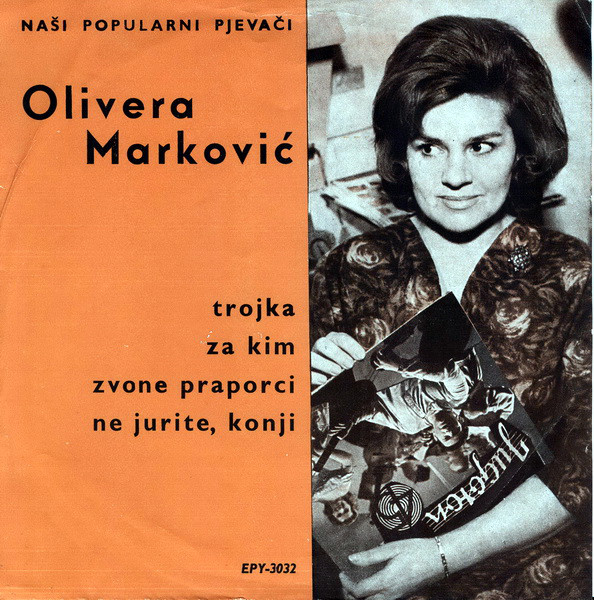 NAŠI POPULARNI PJEVAČI
Olivera
Marković
trojka
za kim
zvone praporci
ne jurite, konji
EPY-3032
Jugoton